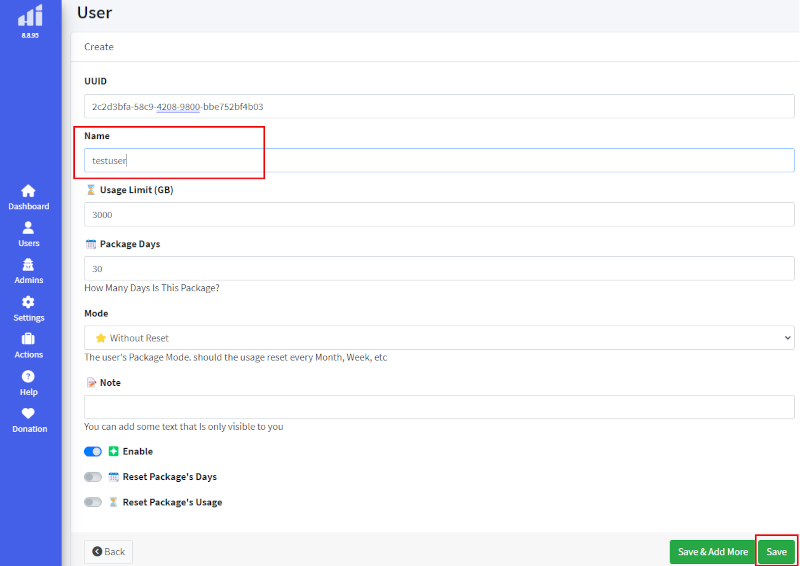 User
8.8.95
Create
UUID
2c2d3bfa-58c9-4208-9800-bbe752bf4b03
Name
testuser
Usage Limit (GB)
3000
Package Days
30
How Many Days Is This Package?
Mode
Without Reset
The user's Package Mode. should the usage reset every Month, Week, etc
Note
You can add some text that Is only visible to you
Enable
Reset Package's Days
Reset Package's Usage
Back
Save & Add More
Save
Dashboard
Users
Admins
Settings
Actions
Help
Donation